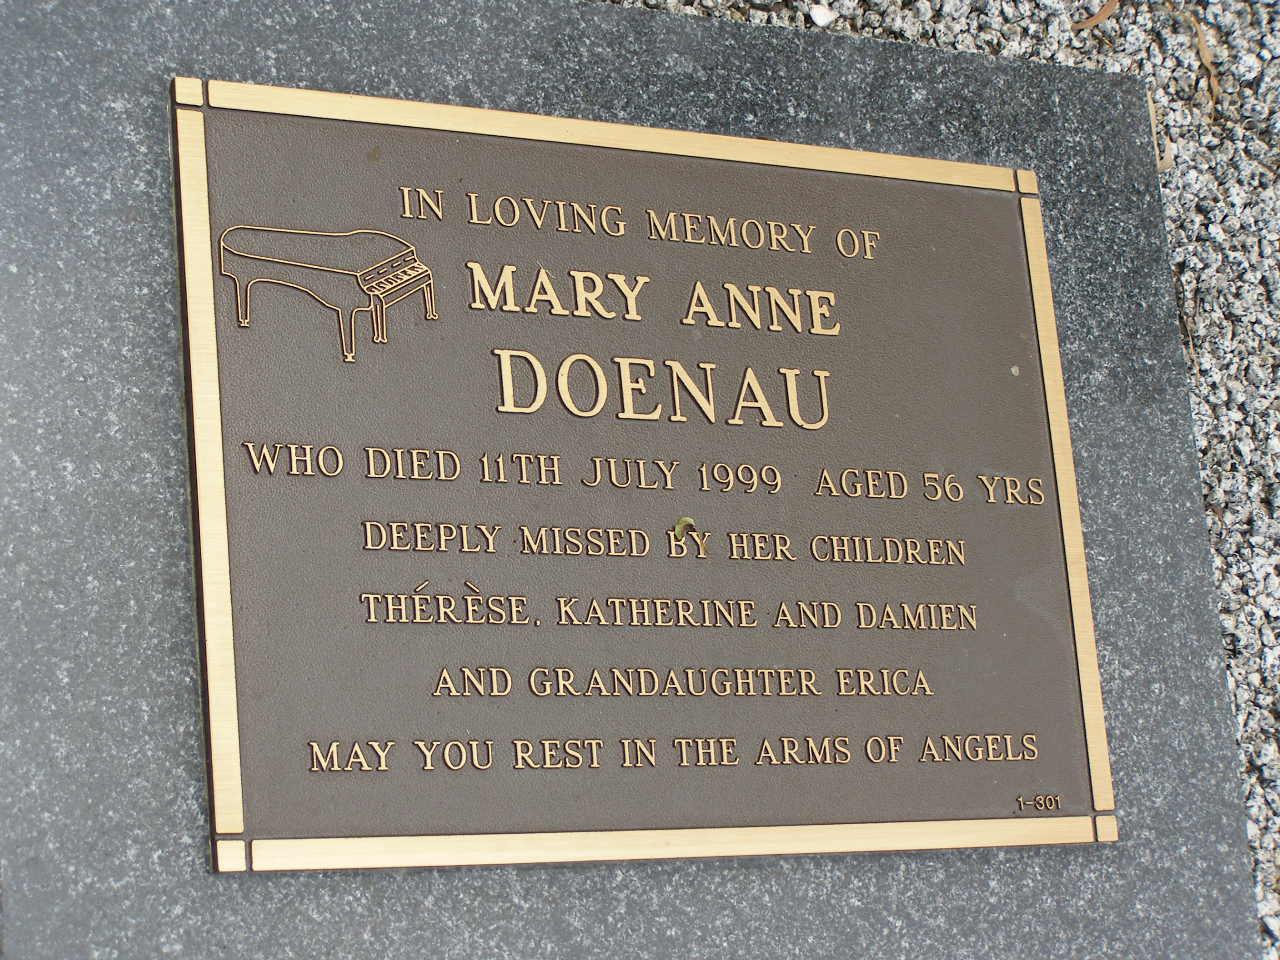 IN LOVING MEMORY OF
MARY ANNE
DOENAU
WHO DIED 11TH JULY 1999 AGED 56 YRS
DEEPLY MISSED BY HER CHILDREN
THÉRÈSE, KATHERINE AND DAMIEN
AND GRANDAUGHTER ERICA
MAY YOU REST IN THE ARMS OF ANGELS
1-301